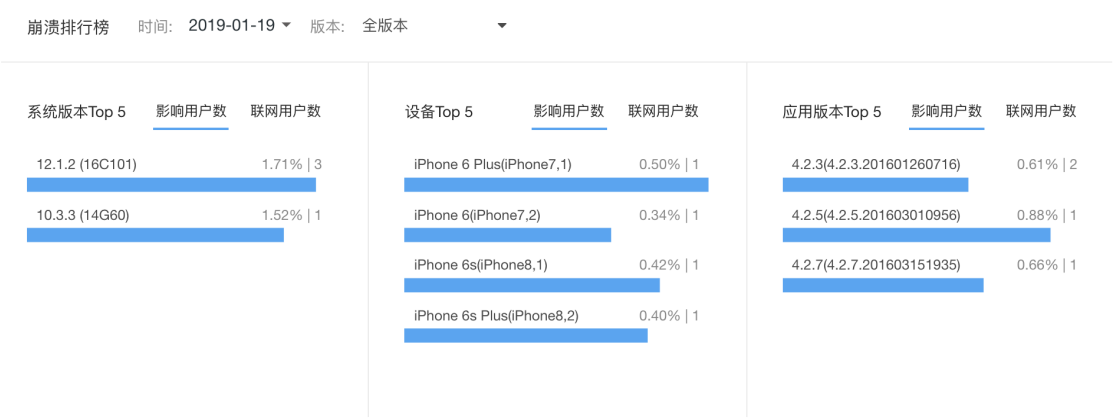 崩溃排行榜 时间: 2019-01-19 版本: 全版本
系统版本Top 5 影响用户数 联网用户数
12.1.2 (16C101) 1.71% | 3
10.3.3 (14G60) 1.52% | 1
设备Top 5 影响用户数 联网用户数
iPhone 6 Plus(iPhone7,1) 0.50% | 1
iPhone 6(iPhone7,2) 0.34% | 1
iPhone 6s(iPhone8,1) 0.42% | 1
iPhone 6s Plus(iPhone8,2) 0.40% | 1
应用版本Top 5 影响用户数 联网用户数
4.2.3(4.2.3.201601260716) 0.61% | 2
4.2.5(4.2.5.201603010956) 0.88% | 1
4.2.7(4.2.7.201603151935) 0.66% | 1